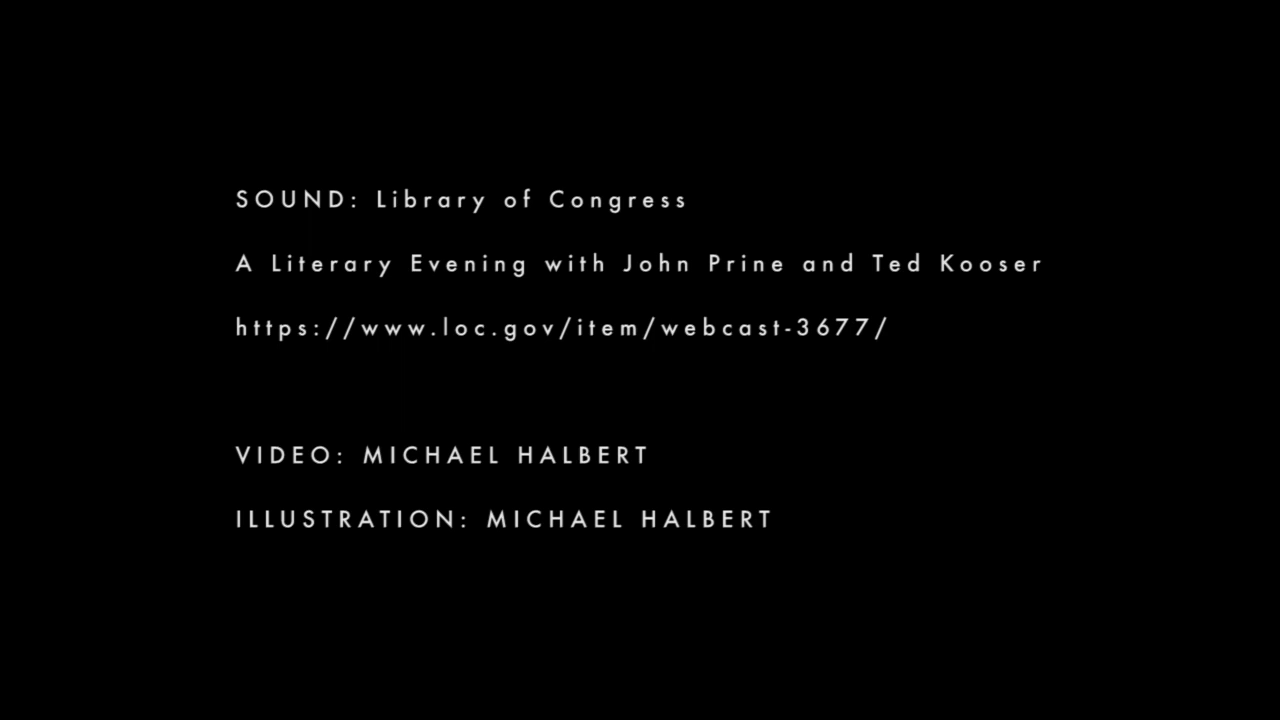 SOUND: Library of Congress
A Literary Evening with John Prine and Ted Kooser
https://www.loc.gov/item/webcast-3677/
VIDEO: MICHAEL HALBERT
ILLUSTRATION: MICHAEL HALBERT